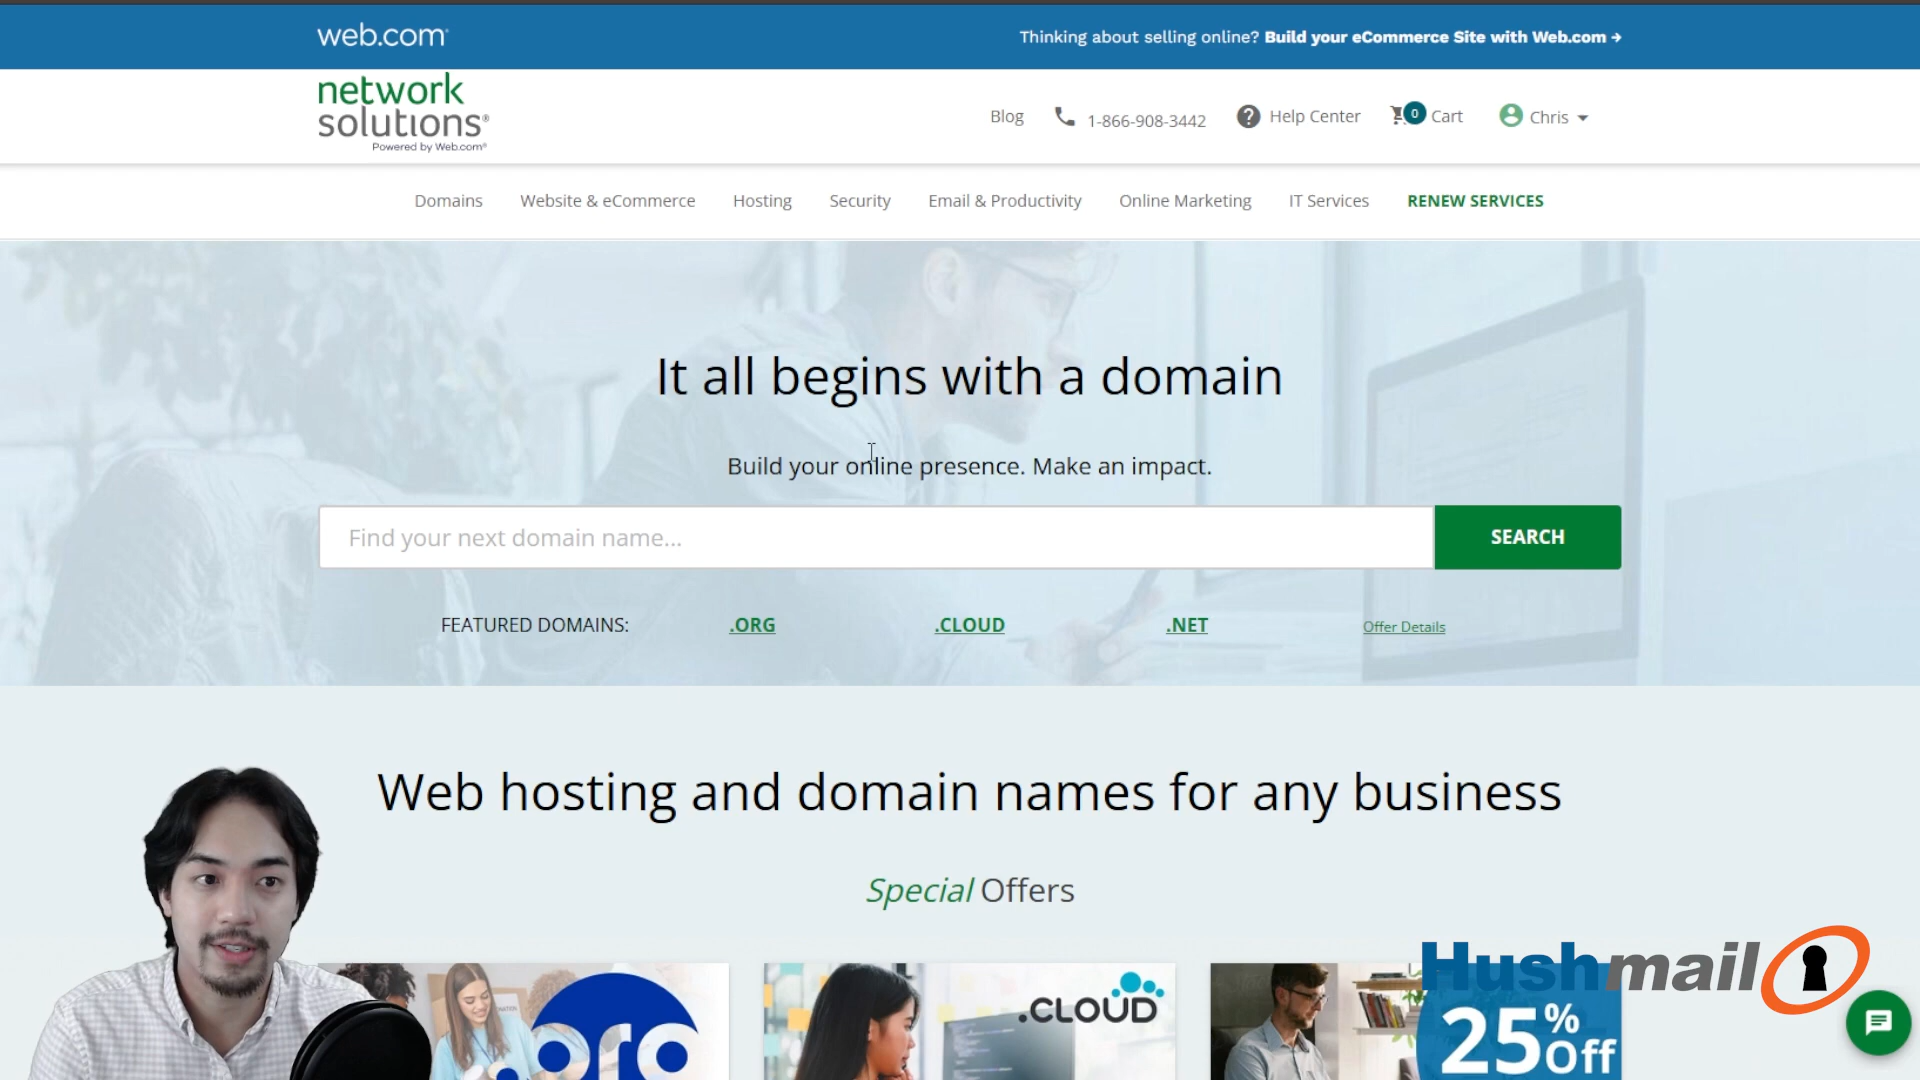 web.com
Thinking about selling online? Build your eCommerce Site with Web.com →
network
solutions®
Powered by Web.com®
Blog
1-866-908-3442
Help Center
0 Cart
Chris
Domains
Website & eCommerce
Hosting
Security
Email & Productivity
Online Marketing
IT Services
RENEW SERVICES
It all begins with a domain
Build your online presence. Make an impact.
Find your next domain name...
SEARCH
FEATURED DOMAINS:
.ORG
.CLOUD
.NET
Offer Details
Web hosting and domain names for any business
Special Offers
.org
.CLOUD
Hushmail
25% Off